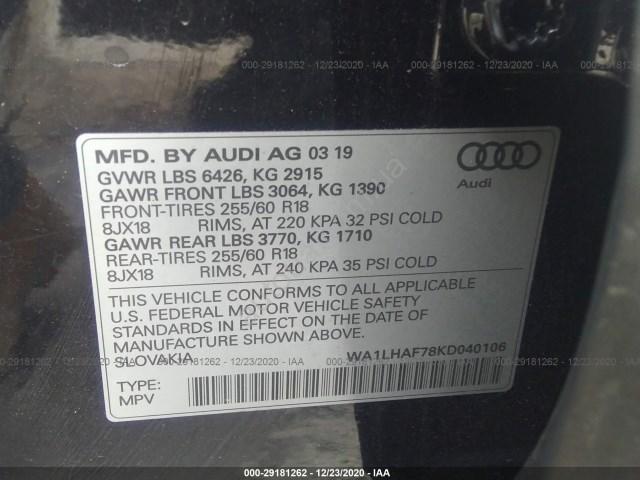 000-29181262 - 12/23/2020 - IAA
000-29181262 - 12/23/2020 - IAA
MFD. BY AUDI AG 03 19
GVWR LBS 6426, KG 2915
GAWR FRONT LBS 3064, KG 1390
FRONT-TIRES 255/60 R18
8JX18 RIMS, AT 220 KPA 32 PSI COLD
GAWR REAR LBS 3770, KG 1710
REAR-TIRES 255/60 R18
8JX18 RIMS, AT 240 KPA 35 PSI COLD
Audi
THIS VEHICLE CONFORMS TO ALL APPLICABLE
U.S. FEDERAL MOTOR VEHICLE SAFETY
STANDARDS IN EFFECT ON THE DATE OF
MANUFACTURE SHOWN ABOVE
SLOVAKIA WA1LHAF78KD040106
TYPE:
MPV
000-29181262 - 12/23/2020 - IAA
000-29181262 - 12/23/2020 - IAA
000-29181262 - 12/23/2020 - IAA